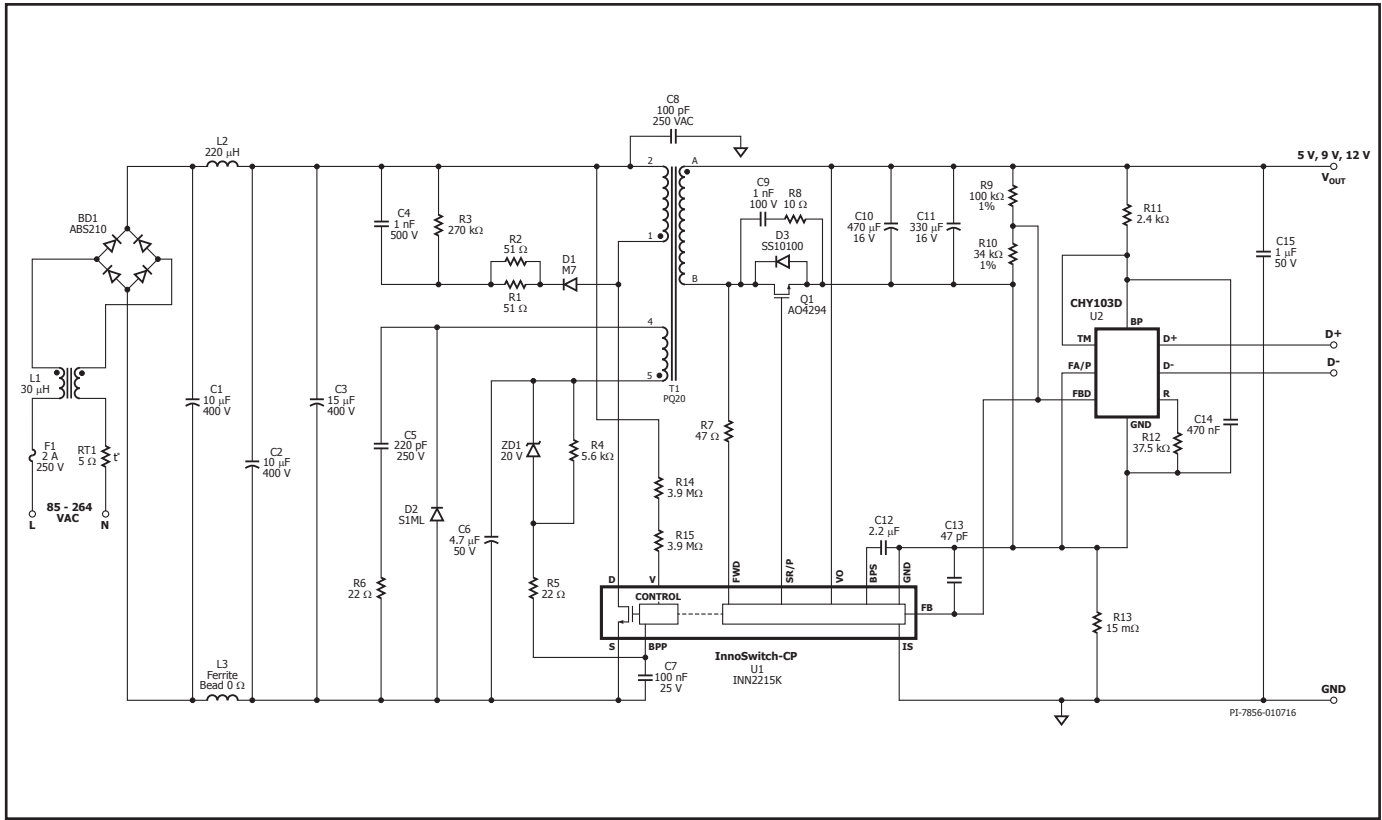 C8
100 pF
250 VAC
L2
220 μH
2
A
5 V, 9 V, 12 V
V_OUT
BD1
ABS210
C4
1 nF
500 V
R3
270 kΩ
R2
51 Ω
D1
M7
R1
51 Ω
1
C9
1 nF
100 V
R8
10 Ω
D3
SS10100
B
Q1
AO4294
C10
470 μF
16 V
C11
330 μF
16 V
R9
100 kΩ
1%
R10
34 kΩ
1%
R11
2.4 kΩ
C15
1 μF
50 V
CHY103D
U2
BP
TM
D+
FA/P
D-
FBD
R
GND
D+
D-
R12
37.5 kΩ
C14
470 nF
L1
30 μH
F1
2 A
250 V
RT1
5 Ω
t°
85 - 264
VAC
L
N
C1
10 μF
400 V
C2
10 μF
400 V
C3
15 μF
400 V
4
5
T1
PQ20
C5
220 pF
250 V
D2
S1ML
C6
4.7 μF
50 V
ZD1
20 V
R4
5.6 kΩ
R7
47 Ω
R14
3.9 MΩ
R15
3.9 MΩ
R6
22 Ω
R5
22 Ω
C12
2.2 μF
C13
47 pF
D
V
FWD
SR/P
VO
BPS
GND
CONTROL
FB
S
BPP
IS
InnoSwitch-CP
U1
INN2215K
C7
100 nF
25 V
R13
15 mΩ
L3
Ferrite
Bead 0 Ω
GND
PI-7856-010716